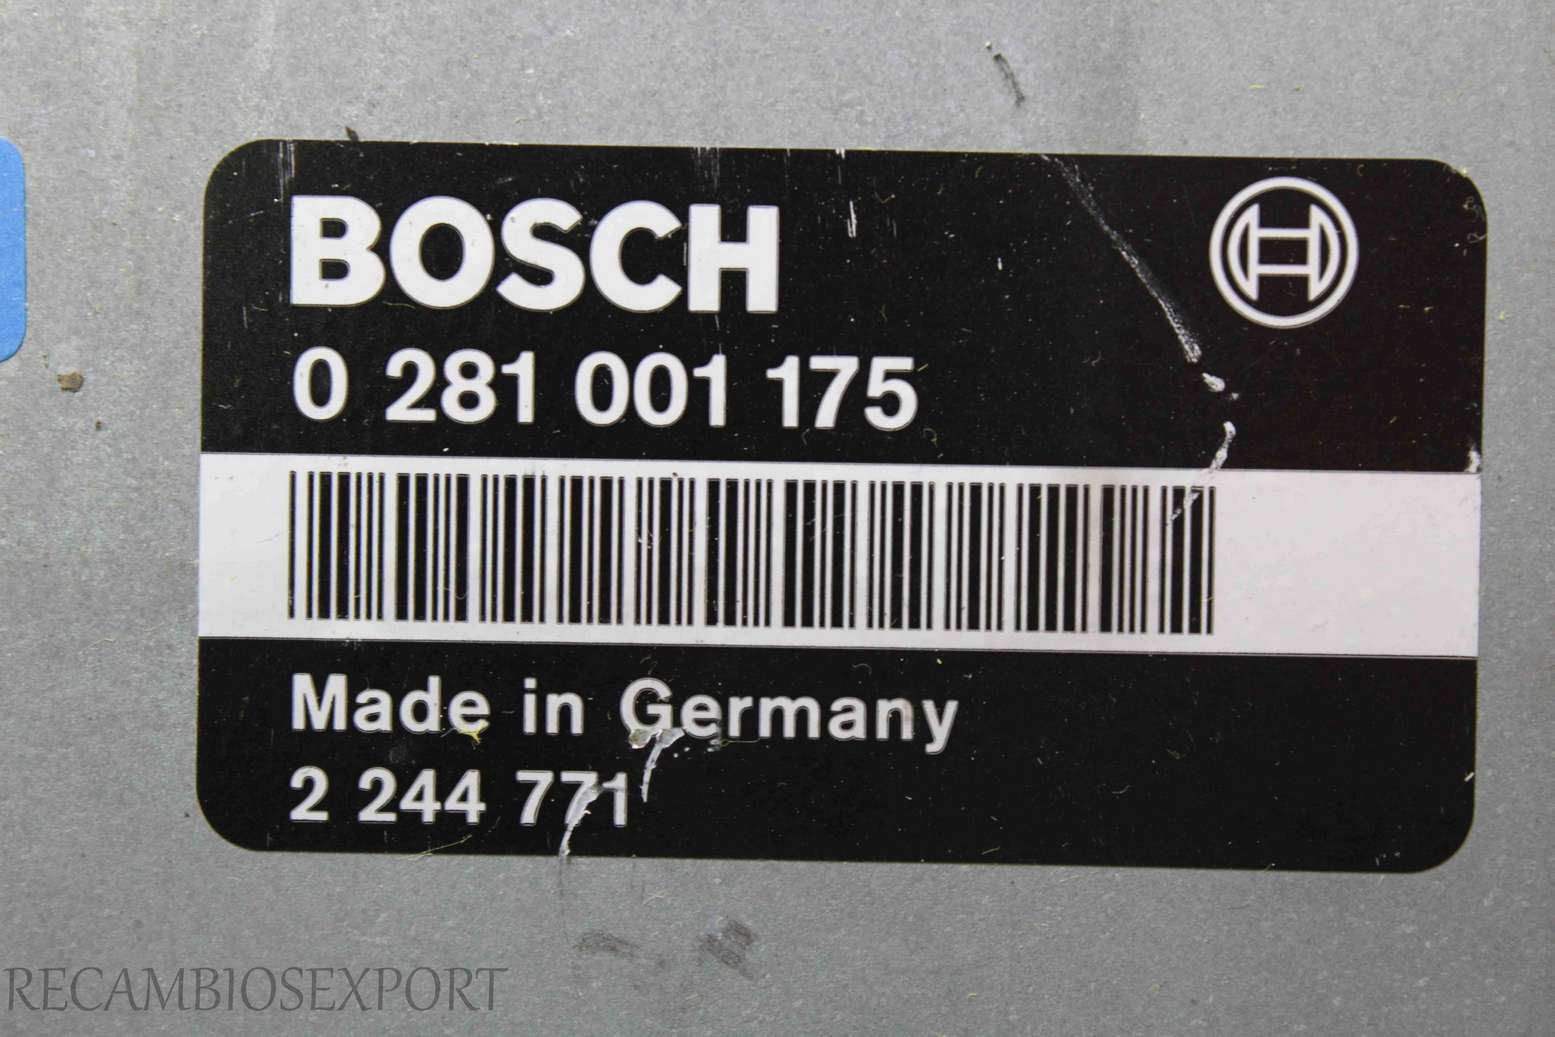 BOSCH
0 281 001 175
Made in Germany
2 244 771
RECAMBIOSEXPORT